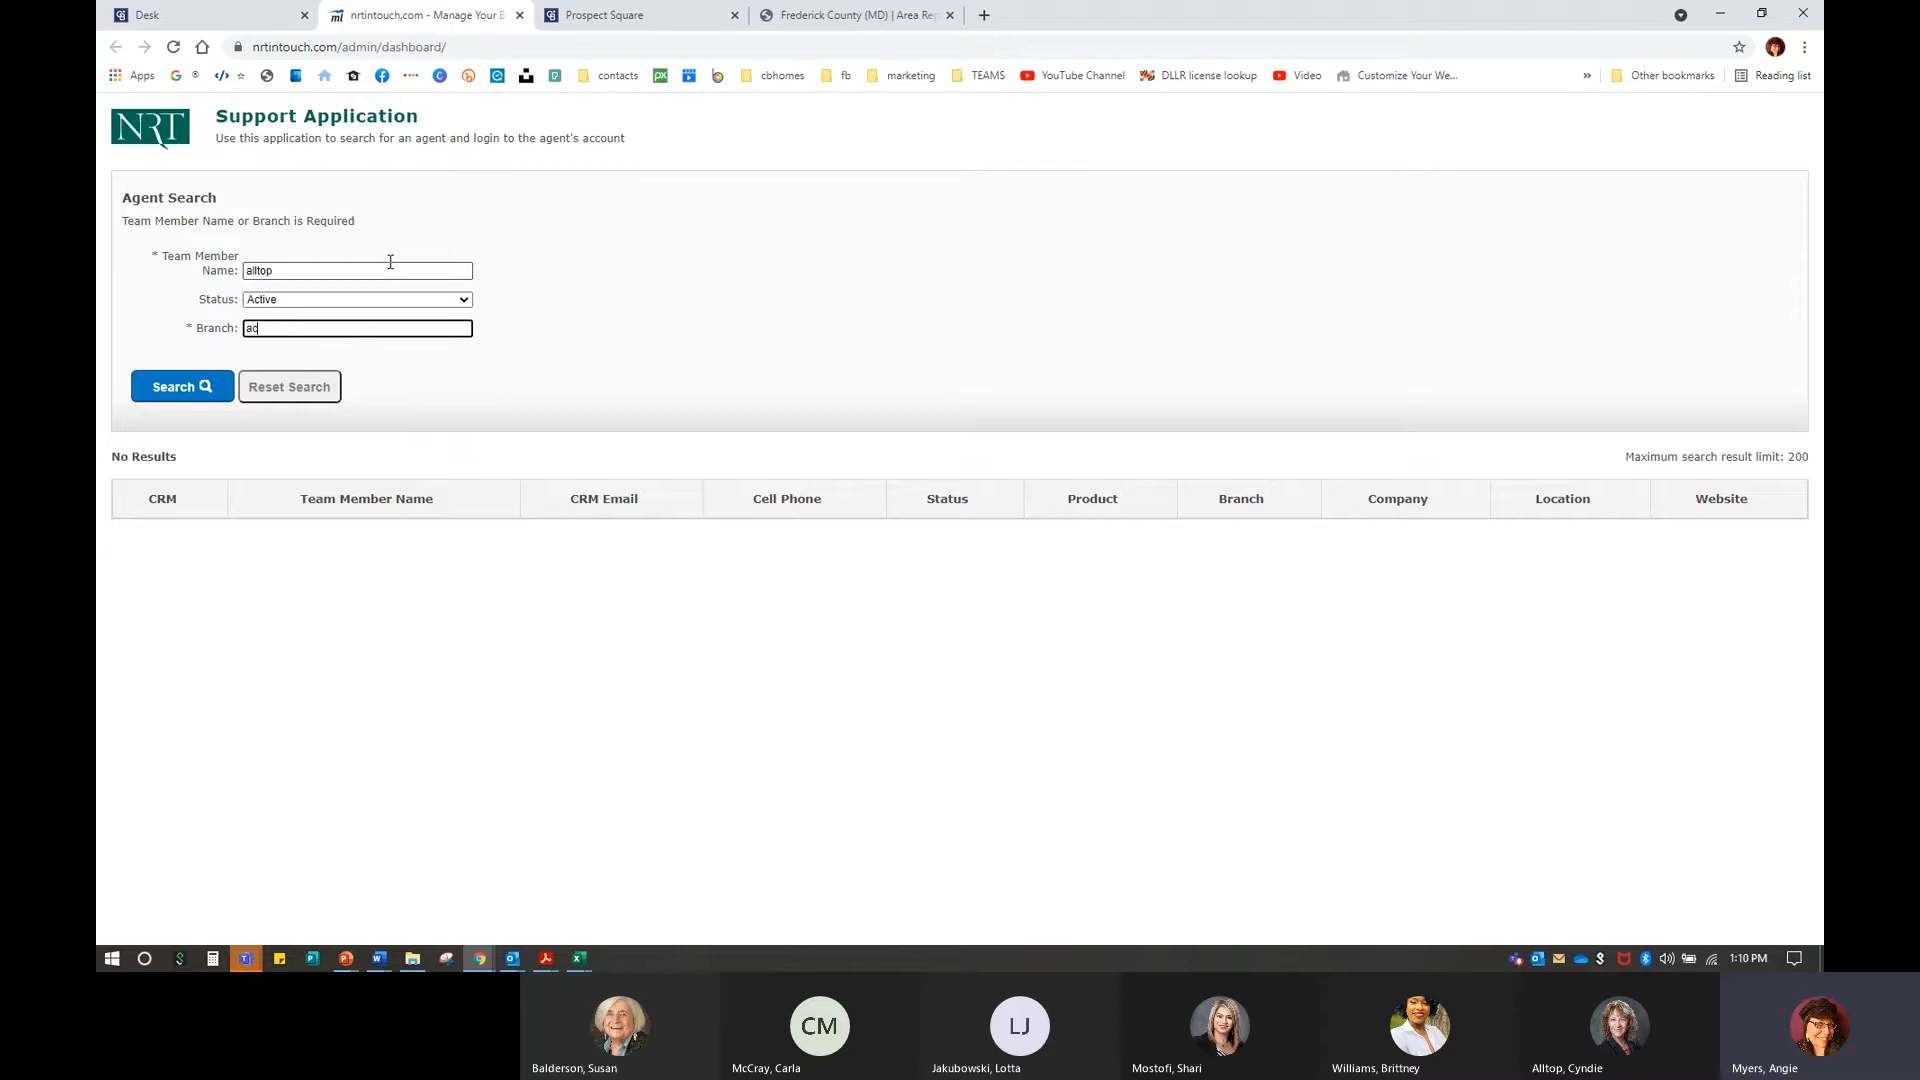 Desk
nrtintouch.com - Manage Your B
Prospect Square
Frederick County (MD) | Area Rep
nrtintouch.com/admin/dashboard/
Apps
contacts
cbhomes
fb
marketing
TEAMS
YouTube Channel
DLLR license lookup
Video
Customize Your We...
»
Other bookmarks
Reading list
NRT
Support Application
Use this application to search for an agent and login to the agent's account
Agent Search
Team Member Name or Branch is Required
* Team Member
Name: alltop
Status: Active
* Branch: ac
Search
Reset Search
No Results
Maximum search result limit: 200
CRM
Team Member Name
CRM Email
Cell Phone
Status
Product
Branch
Company
Location
Website
1:10 PM
CM
LJ
Balderson, Susan
McCray, Carla
Jakubowski, Lotta
Mostofi, Shari
Williams, Brittney
Alltop, Cyndie
Myers, Angie